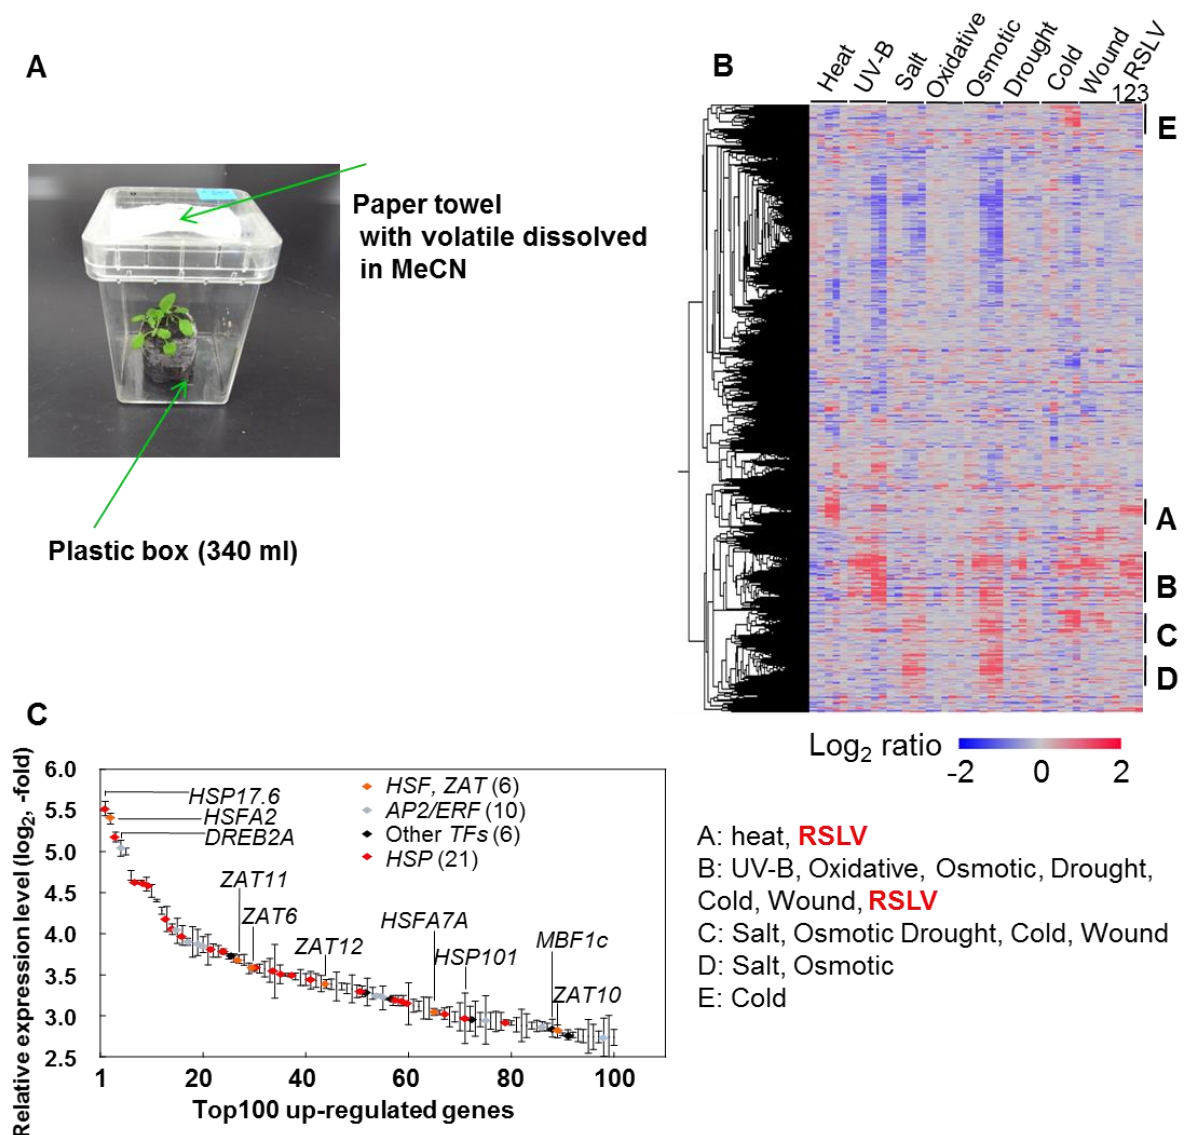 A
Paper towel
with volatile dissolved
in MeCN
Plastic box (340 ml)
B
Heat
UV-B
Salt
Oxidative
Osmotic
Drought
Cold
Wound
RSLV
123
E
A
B
C
D
Log2 ratio
-2 0 2
A: heat, RSLV
B: UV-B, Oxidative, Osmotic, Drought,
Cold, Wound, RSLV
C: Salt, Osmotic Drought, Cold, Wound
D: Salt, Osmotic
E: Cold
C
Relative expression level (log2, -fold)
6.0
5.5
5.0
4.5
4.0
3.5
3.0
2.5
HSP17.6
HSFA2
DREB2A
ZAT11
ZAT6
ZAT12
HSFA7A
HSP101
MBF1c
ZAT10
HSF, ZAT (6)
AP2/ERF (10)
Other TFs (6)
HSP (21)
1 20 40 60 80 100
Top100 up-regulated genes